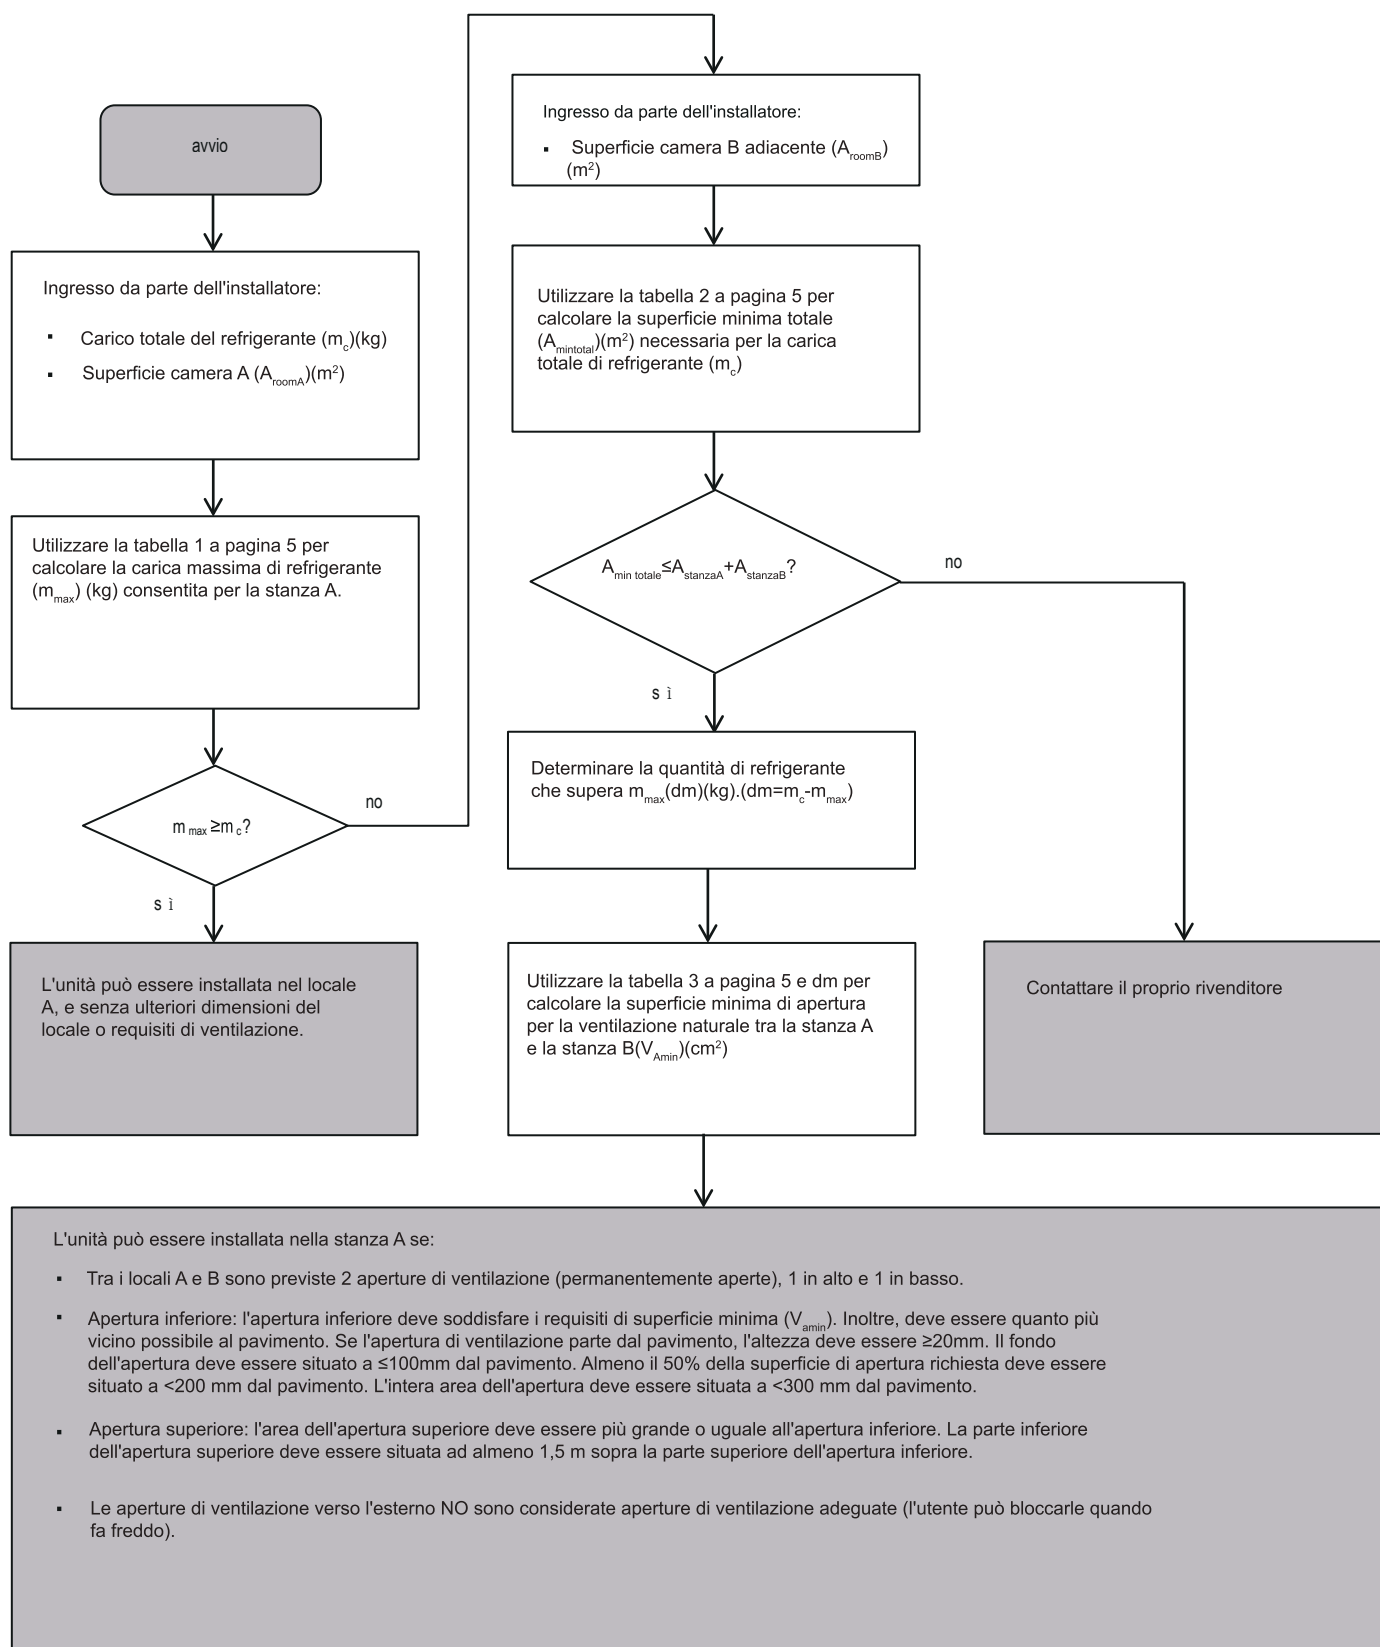 avvio
Ingresso da parte dell'installatore:
▪ Carico totale del refrigerante (mc)(kg)
▪ Superficie camera A (AroomA)(m²)
Utilizzare la tabella 1 a pagina 5 per
calcolare la carica massima di refrigerante
(mmax) (kg) consentita per la stanza A.
m max ≥m c?
no
s ì
L'unità può essere installata nel locale
A, e senza ulteriori dimensioni del
locale o requisiti di ventilazione.
Ingresso da parte dell'installatore:
▪ Superficie camera B adiacente (AroomB)
(m²)
Utilizzare la tabella 2 a pagina 5 per
calcolare la superficie minima totale
(Amintotal)(m²) necessaria per la carica
totale di refrigerante (mc)
Amin totale≤AstanzaA+AstanzaB?
no
s ì
Determinare la quantità di refrigerante
che supera mmax(dm)(kg).(dm=mc-mmax)
Utilizzare la tabella 3 a pagina 5 e dm per
calcolare la superficie minima di apertura
per la ventilazione naturale tra la stanza A
e la stanza B(VAmin)(cm²)
Contattare il proprio rivenditore
L'unità può essere installata nella stanza A se:
▪ Tra i locali A e B sono previste 2 aperture di ventilazione (permanentemente aperte), 1 in alto e 1 in basso.
▪ Apertura inferiore: l'apertura inferiore deve soddisfare i requisiti di superficie minima (Vamin). Inoltre, deve essere quanto più
vicino possibile al pavimento. Se l'apertura di ventilazione parte dal pavimento, l'altezza deve essere ≥20mm. Il fondo
dell'apertura deve essere situato a ≤100mm dal pavimento. Almeno il 50% della superficie di apertura richiesta deve essere
situato a <200 mm dal pavimento. L'intera area dell'apertura deve essere situata a <300 mm dal pavimento.
▪ Apertura superiore: l'area dell'apertura superiore deve essere più grande o uguale all'apertura inferiore. La parte inferiore
dell'apertura superiore deve essere situata ad almeno 1,5 m sopra la parte superiore dell'apertura inferiore.
▪ Le aperture di ventilazione verso l'esterno NO sono considerate aperture di ventilazione adeguate (l'utente può bloccarle quando
fa freddo).